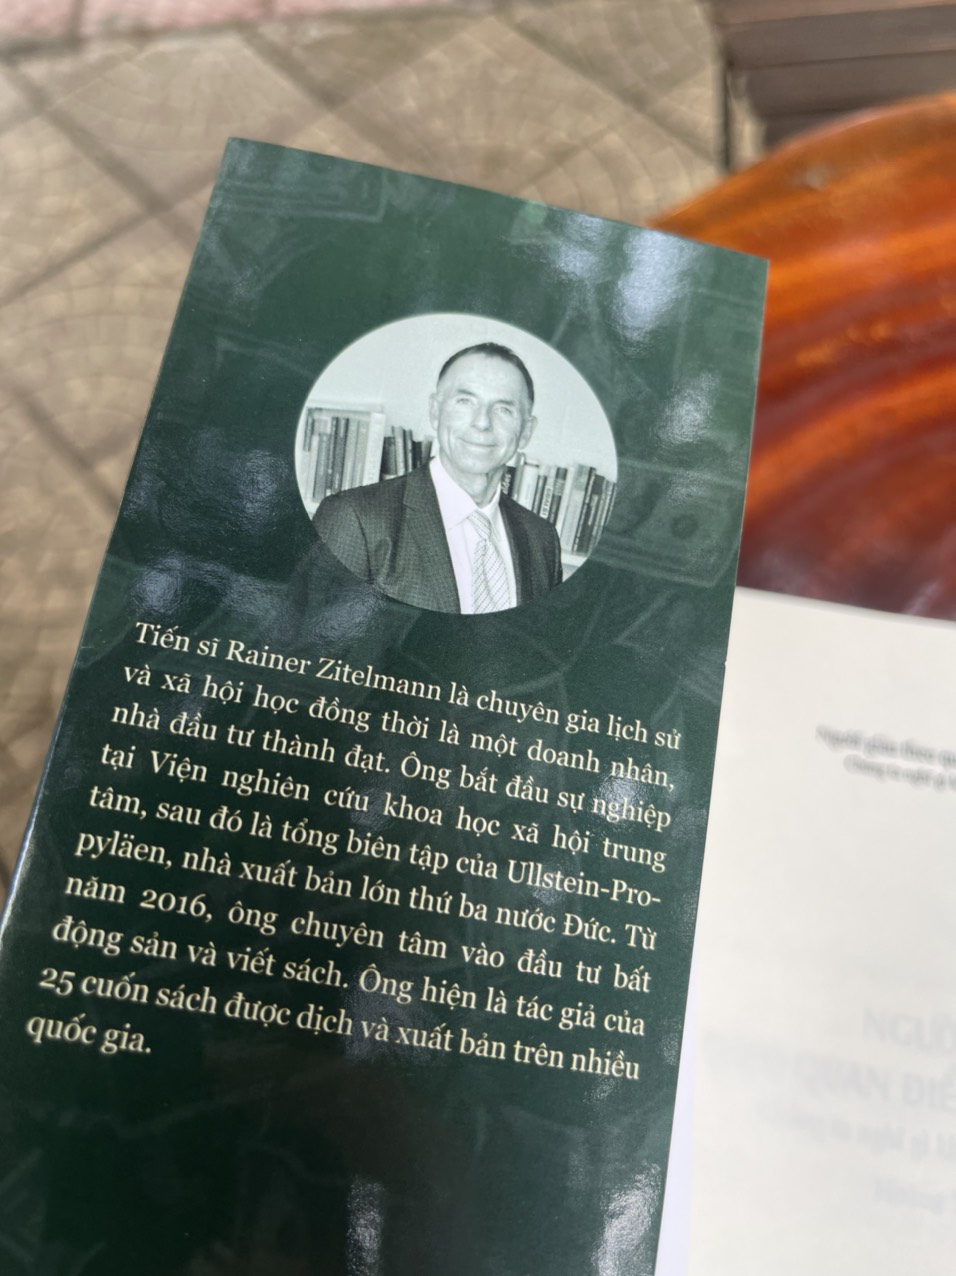 Tiến sĩ Rainer Zitelmann là chuyên gia lịch sử
và xã hội học đồng thời là một doanh nhân,
nhà đầu tư thành đạt. Ông bắt đầu sự nghiệp
tại Viện nghiên cứu khoa học xã hội trung
tâm, sau đó là tổng biên tập của Ullstein-Pro-
pyläen, nhà xuất bản lớn thứ ba nước Đức. Từ
năm 2016, ông chuyên tâm vào đầu tư bất
động sản và viết sách. Ông hiện là tác giả của
25 cuốn sách được dịch và xuất bản trên nhiều
quốc gia.
QUAN ĐIỂ